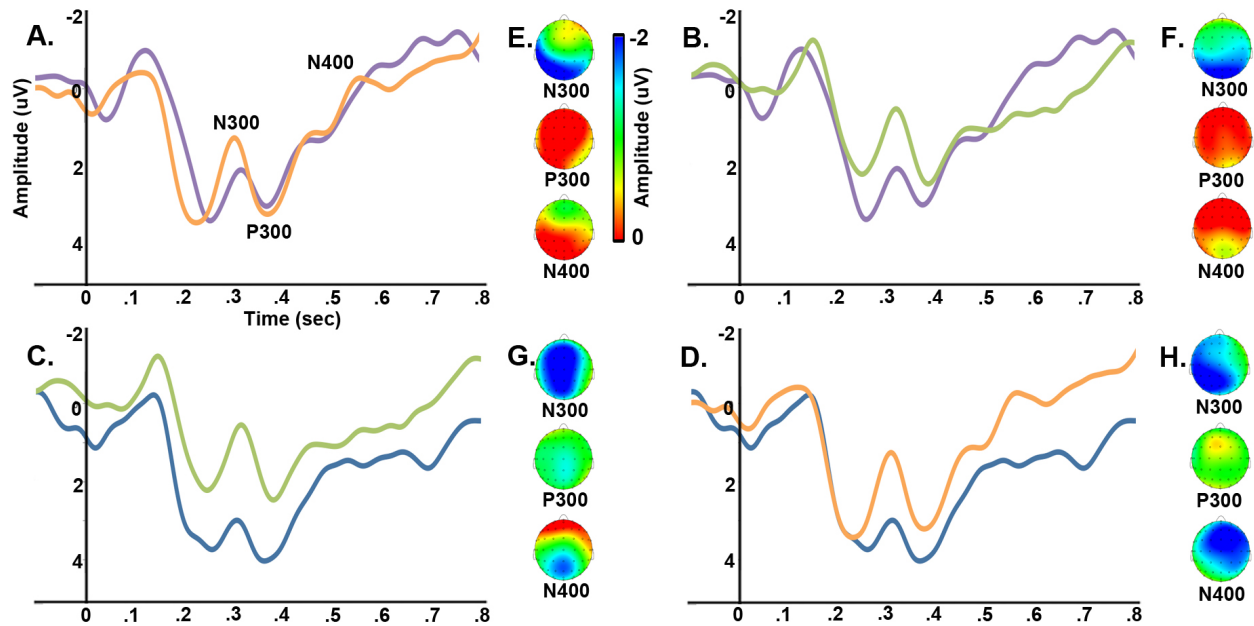 A.
-2
0
2
4
Amplitude (uV)
N300
P300
N400
0 .1 .2 .3 .4 .5 .6 .7 .8
Time (sec)
E.
N300
P300
N400
-2
Amplitude (uV)
0
B.
-2
0
2
4
0 .1 .2 .3 .4 .5 .6 .7 .8
F.
N300
P300
N400
C.
-2
0
2
4
0 .1 .2 .3 .4 .5 .6 .7 .8
G.
N300
P300
N400
D.
-2
0
2
4
0 .1 .2 .3 .4 .5 .6 .7 .8
H.
N300
P300
N400